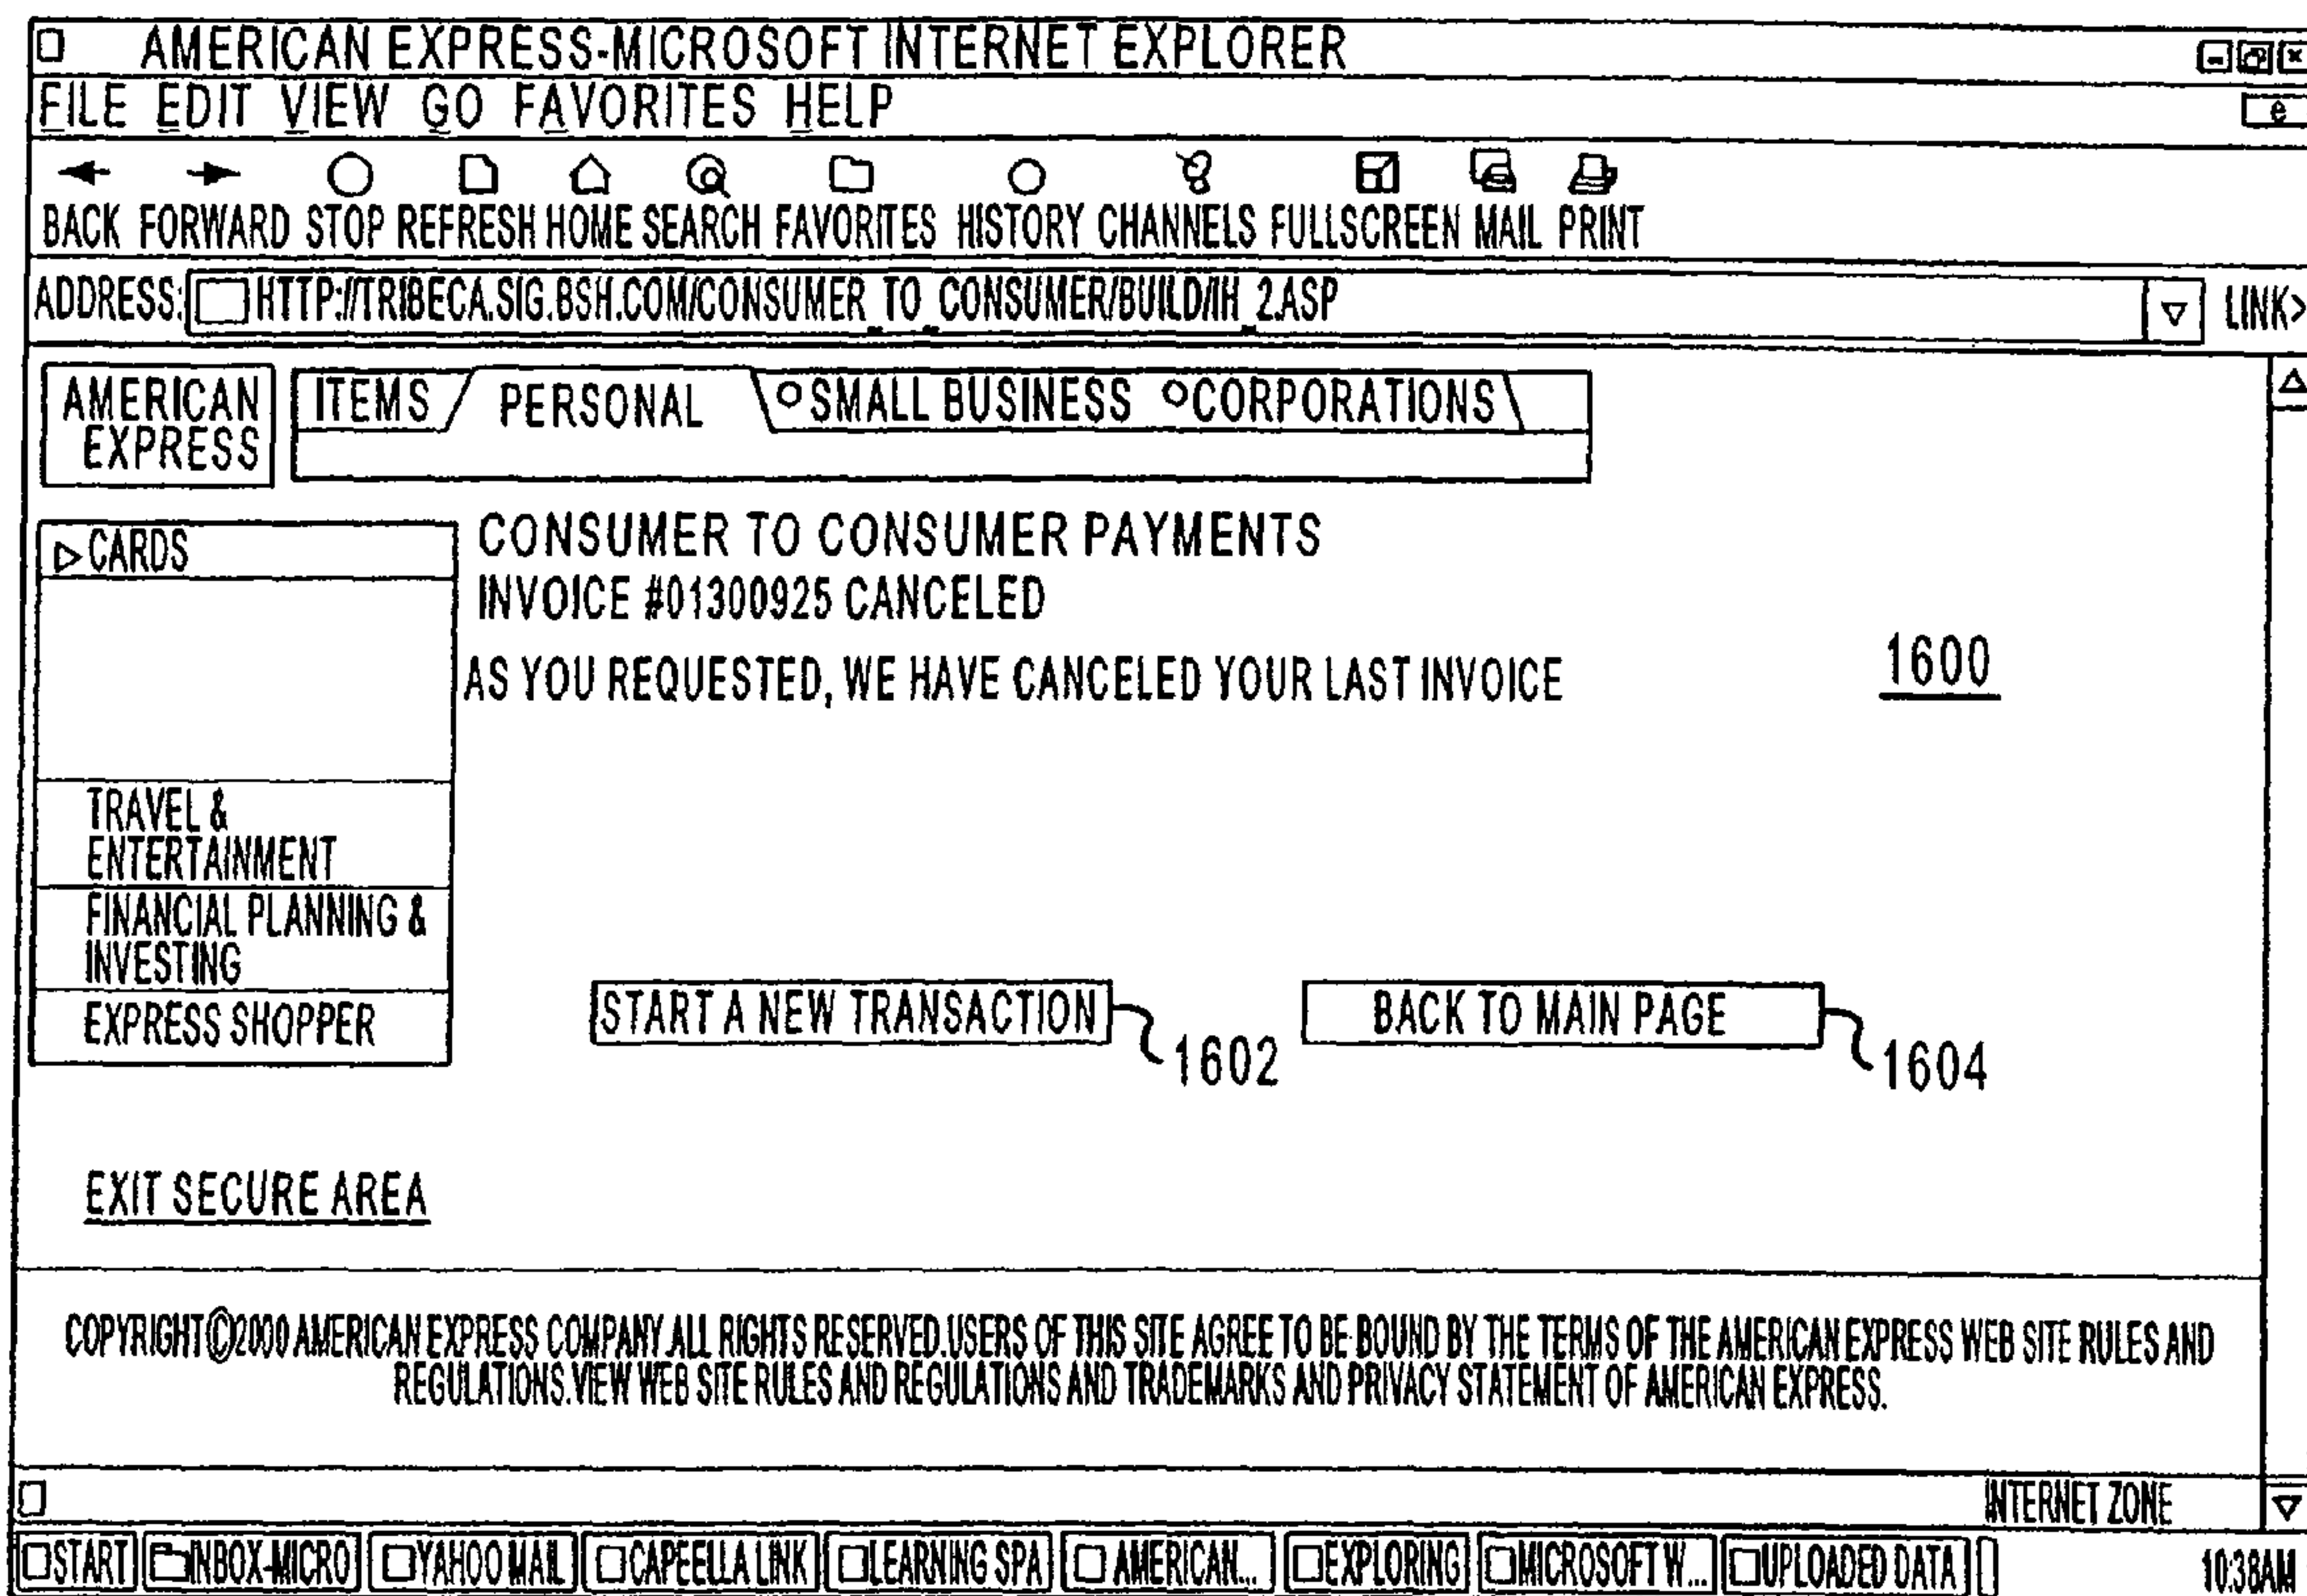 AMERICAN EXPRESS-MICROSOFT INTERNET EXPLORER
FILE EDIT VIEW GO FAVORITES HELP
e
BACK FORWARD STOP REFRESH HOME SEARCH FAVORITES HISTORY CHANNELS FULLSCREEN MAIL PRINT
ADDRESS: HTTP://TRIBECA.SIG.BSH.COM/CONSUMER_TO_CONSUMER/BUILD/IH_2.ASP LINK>
AMERICAN
EXPRESS
ITEMS PERSONAL SMALL BUSINESS CORPORATIONS
CARDS
TRAVEL &
ENTERTAINMENT
FINANCIAL PLANNING &
INVESTING
EXPRESS SHOPPER
CONSUMER TO CONSUMER PAYMENTS
INVOICE #01300925 CANCELED
AS YOU REQUESTED, WE HAVE CANCELED YOUR LAST INVOICE
1600
START A NEW TRANSACTION
1602
BACK TO MAIN PAGE
1604
EXIT SECURE AREA
COPYRIGHT©2000 AMERICAN EXPRESS COMPANY.ALL RIGHTS RESERVED.USERS OF THIS SITE AGREE TO BE BOUND BY THE TERMS OF THE AMERICAN EXPRESS WEB SITE RULES AND
REGULATIONS.VIEW WEB SITE RULES AND REGULATIONS AND TRADEMARKS AND PRIVACY STATEMENT OF AMERICAN EXPRESS.
INTERNET ZONE
START INBOX-MICRO YAHOO MAIL CAPEELLA LINK LEARNING SPA AMERICAN... EXPLORING MICROSOFT W... UPLOADED DATA 10:38AM